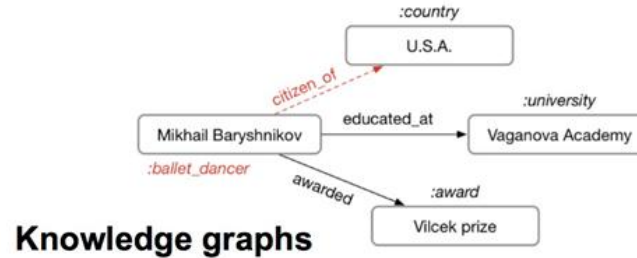 :country
U.S.A.
citizen_of
:university
educated_at
Mikhail Baryshnikov
Vaganova Academy
:ballet_dancer
awarded
:award
Vilcek prize
Knowledge graphs